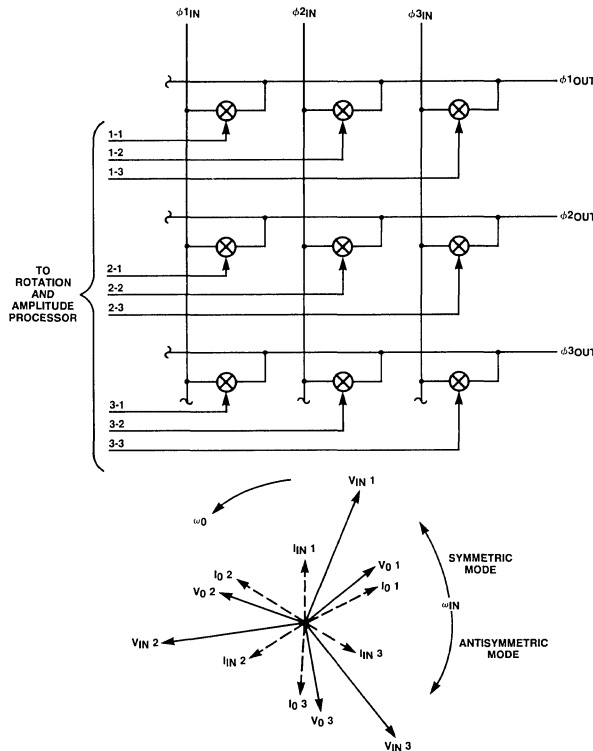 ϕ1IN ϕ2IN ϕ3IN
ϕ1OUT
1-1
1-2
1-3
ϕ2OUT
2-1
2-2
2-3
TO
ROTATION
AND
AMPLITUDE
PROCESSOR
ϕ3OUT
3-1
3-2
3-3
VIN 1
ω0
IIN 1
SYMMETRIC
MODE
V0 1
I0 2
I0 1
V0 2
ωIN
VIN 2
IIN 2
IIN 3
ANTISYMMETRIC
MODE
I0 3
V0 3
VIN 3